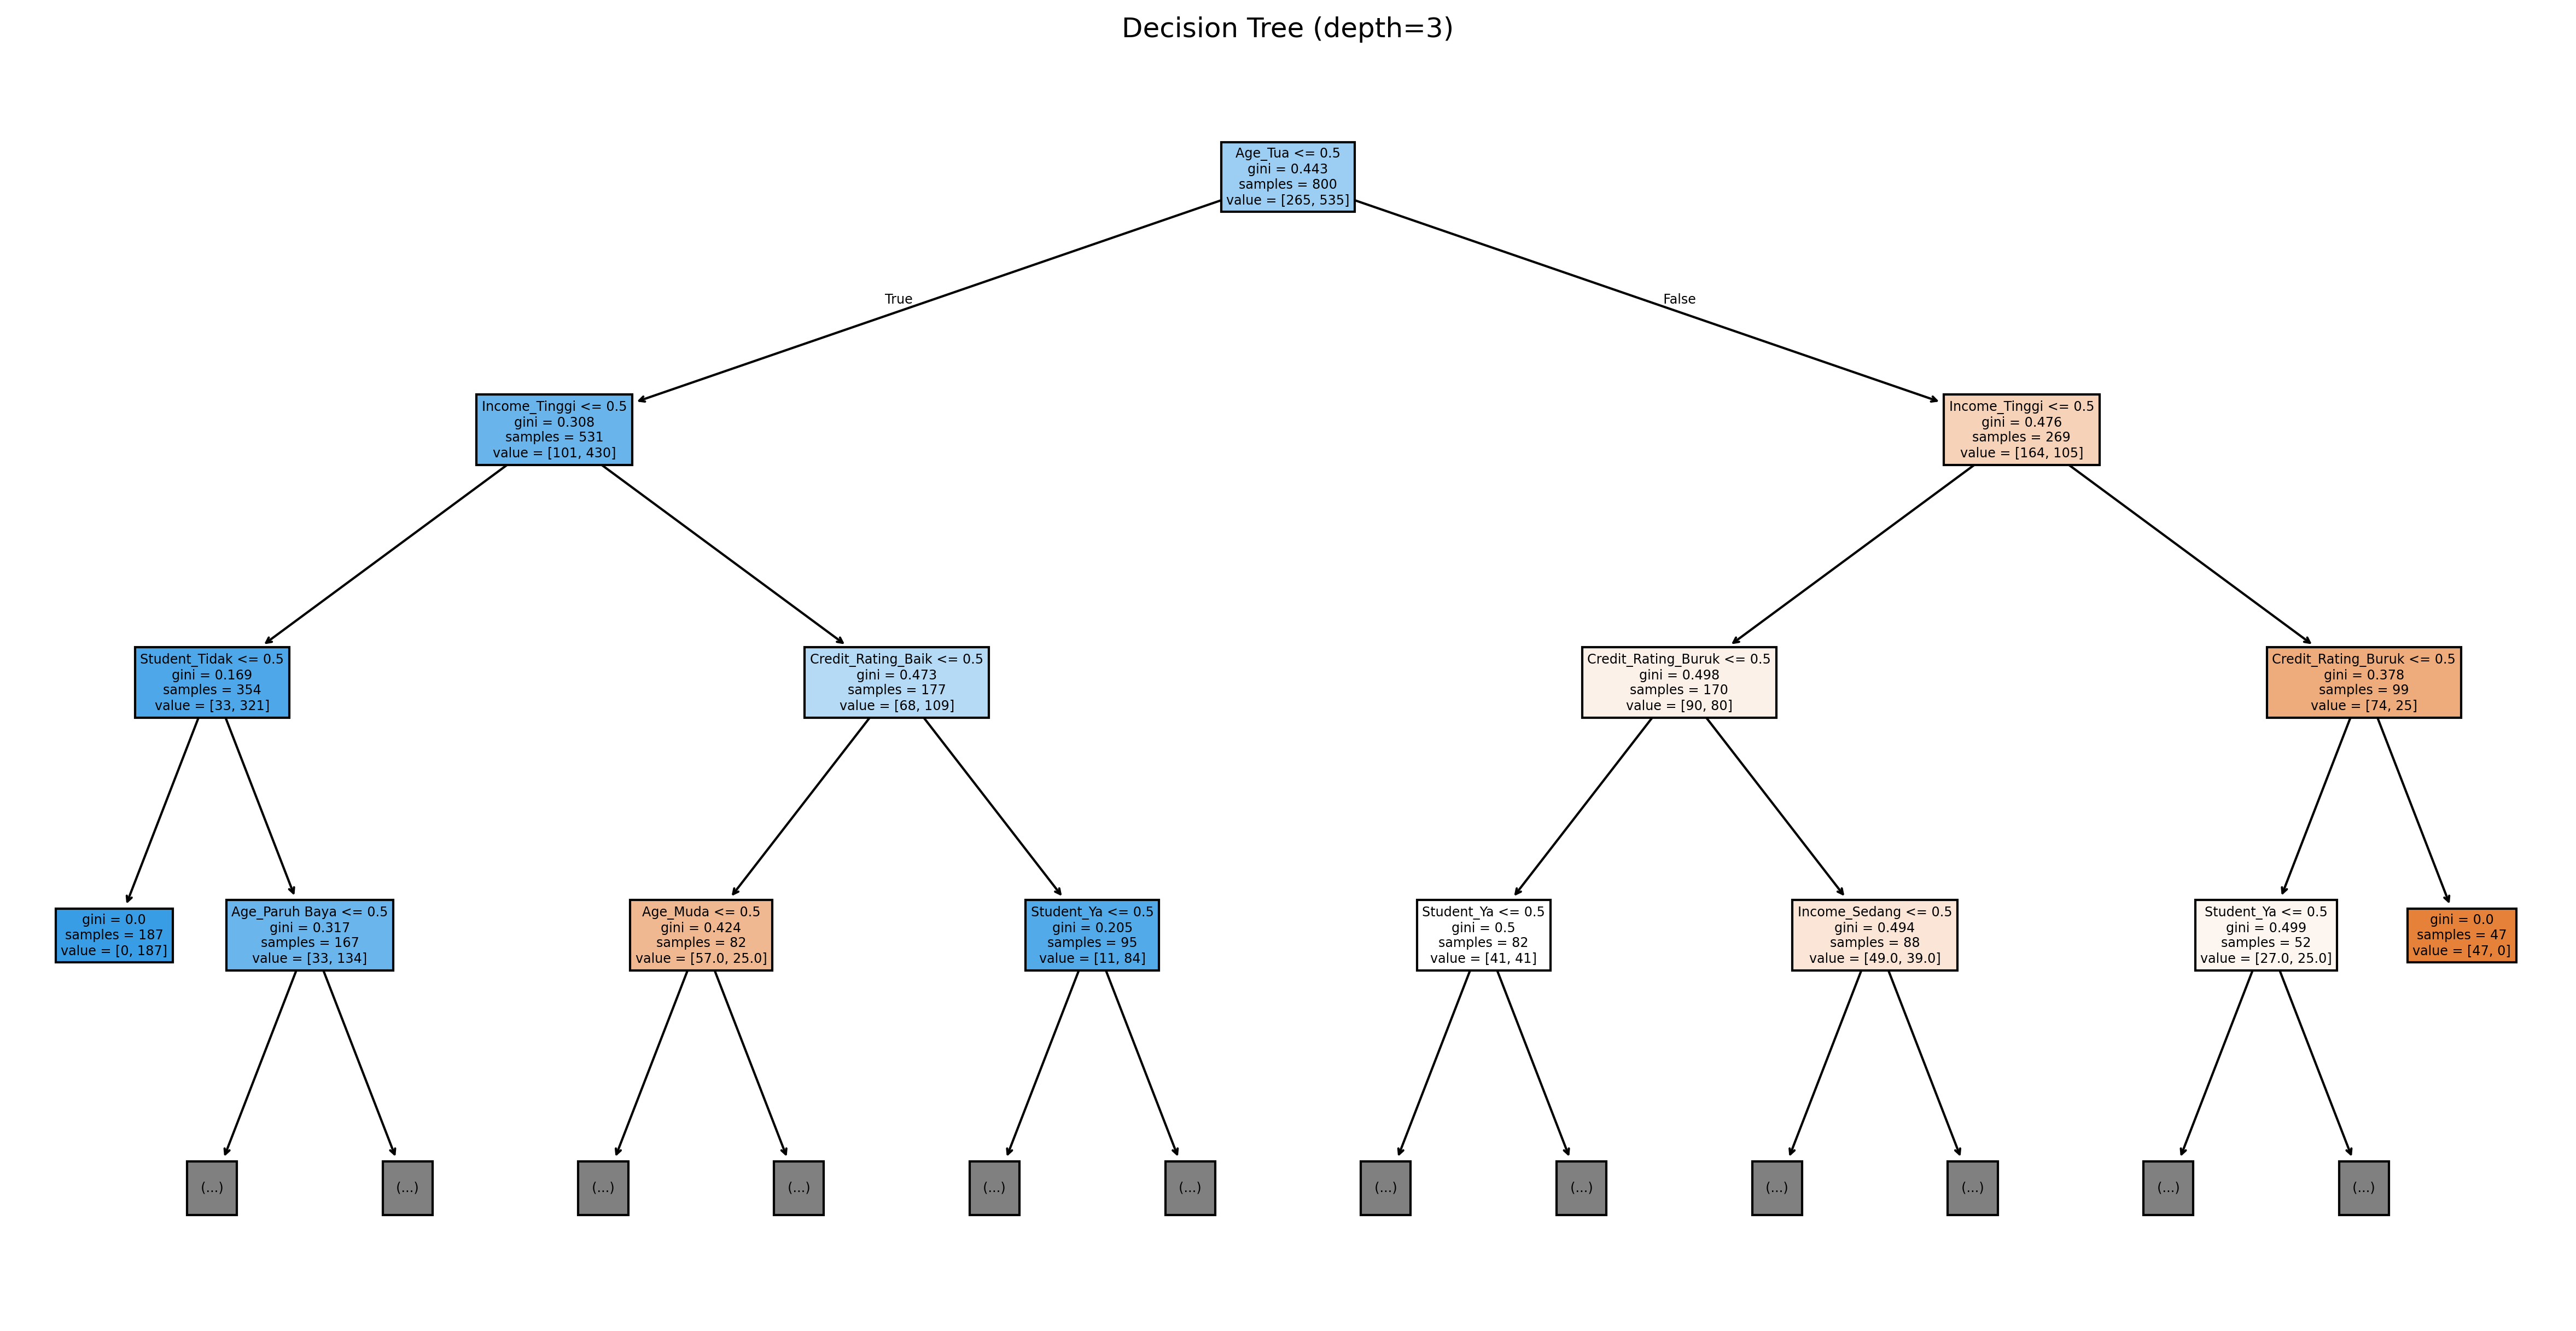 Decision Tree (depth=3)
Age_Tua <= 0.5
gini = 0.443
samples = 800
value = [265, 535]
True
False
Income_Tinggi <= 0.5
gini = 0.308
samples = 531
value = [101, 430]
Income_Tinggi <= 0.5
gini = 0.476
samples = 269
value = [164, 105]
Student_Tidak <= 0.5
gini = 0.169
samples = 354
value = [33, 321]
Credit_Rating_Baik <= 0.5
gini = 0.473
samples = 177
value = [68, 109]
Credit_Rating_Buruk <= 0.5
gini = 0.498
samples = 170
value = [90, 80]
Credit_Rating_Buruk <= 0.5
gini = 0.378
samples = 99
value = [74, 25]
gini = 0.0
samples = 187
value = [0, 187]
Age_Paruh Baya <= 0.5
gini = 0.317
samples = 167
value = [33, 134]
Age_Muda <= 0.5
gini = 0.424
samples = 82
value = [57.0, 25.0]
Student_Ya <= 0.5
gini = 0.205
samples = 95
value = [11, 84]
Student_Ya <= 0.5
gini = 0.5
samples = 82
value = [41, 41]
Income_Sedang <= 0.5
gini = 0.494
samples = 88
value = [49.0, 39.0]
Student_Ya <= 0.5
gini = 0.499
samples = 52
value = [27.0, 25.0]
gini = 0.0
samples = 47
value = [47, 0]
(...)
(...)
(...)
(...)
(...)
(...)
(...)
(...)
(...)
(...)
(...)
(...)